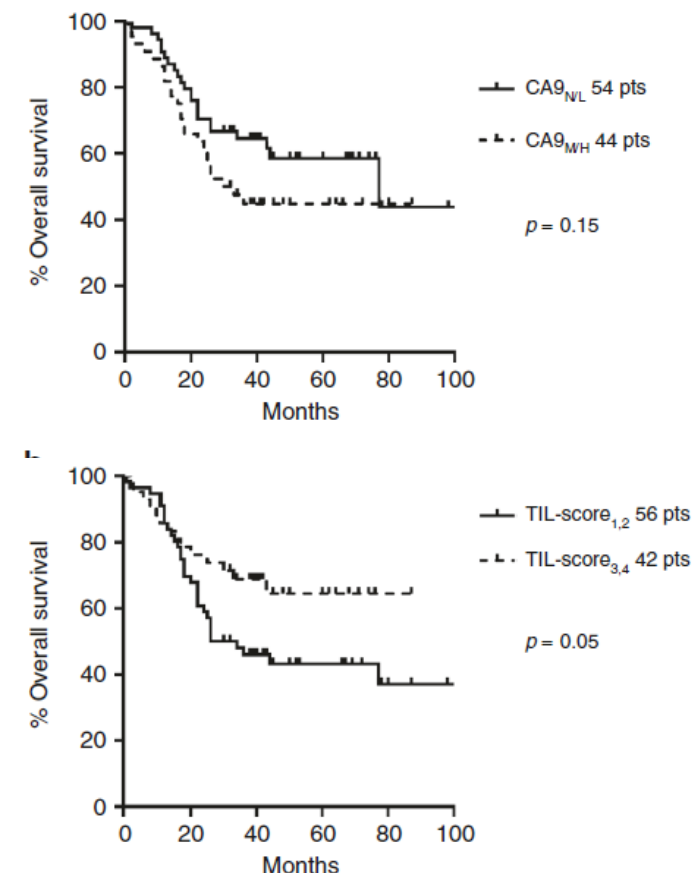 % Overall survival
100
80
60
40
20
0
0 20 40 60 80 100
Months
CA9N/L 54 pts
CA9M/H 44 pts
p = 0.15
% Overall survival
100
80
60
40
20
0
0 20 40 60 80 100
Months
TIL-score1,2 56 pts
TIL-score3,4 42 pts
p = 0.05